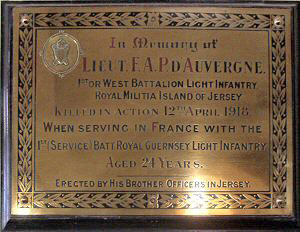 In Memory of
LIEUT. F. A. P. D'AUVERGNE.
1ST OR WEST BATTALION LIGHT INFANTRY
ROYAL MILITIA ISLAND OF JERSEY
KILLED IN ACTION 12TH APRIL 1918.
WHEN SERVING IN FRANCE WITH THE
1ST (SERVICE) BATT. ROYAL GUERNSEY LIGHT INFANTRY
AGED 21 YEARS.
ERECTED BY HIS BROTHER OFFICERS IN JERSEY.